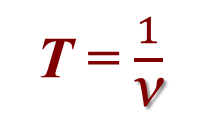 T = 1/ν